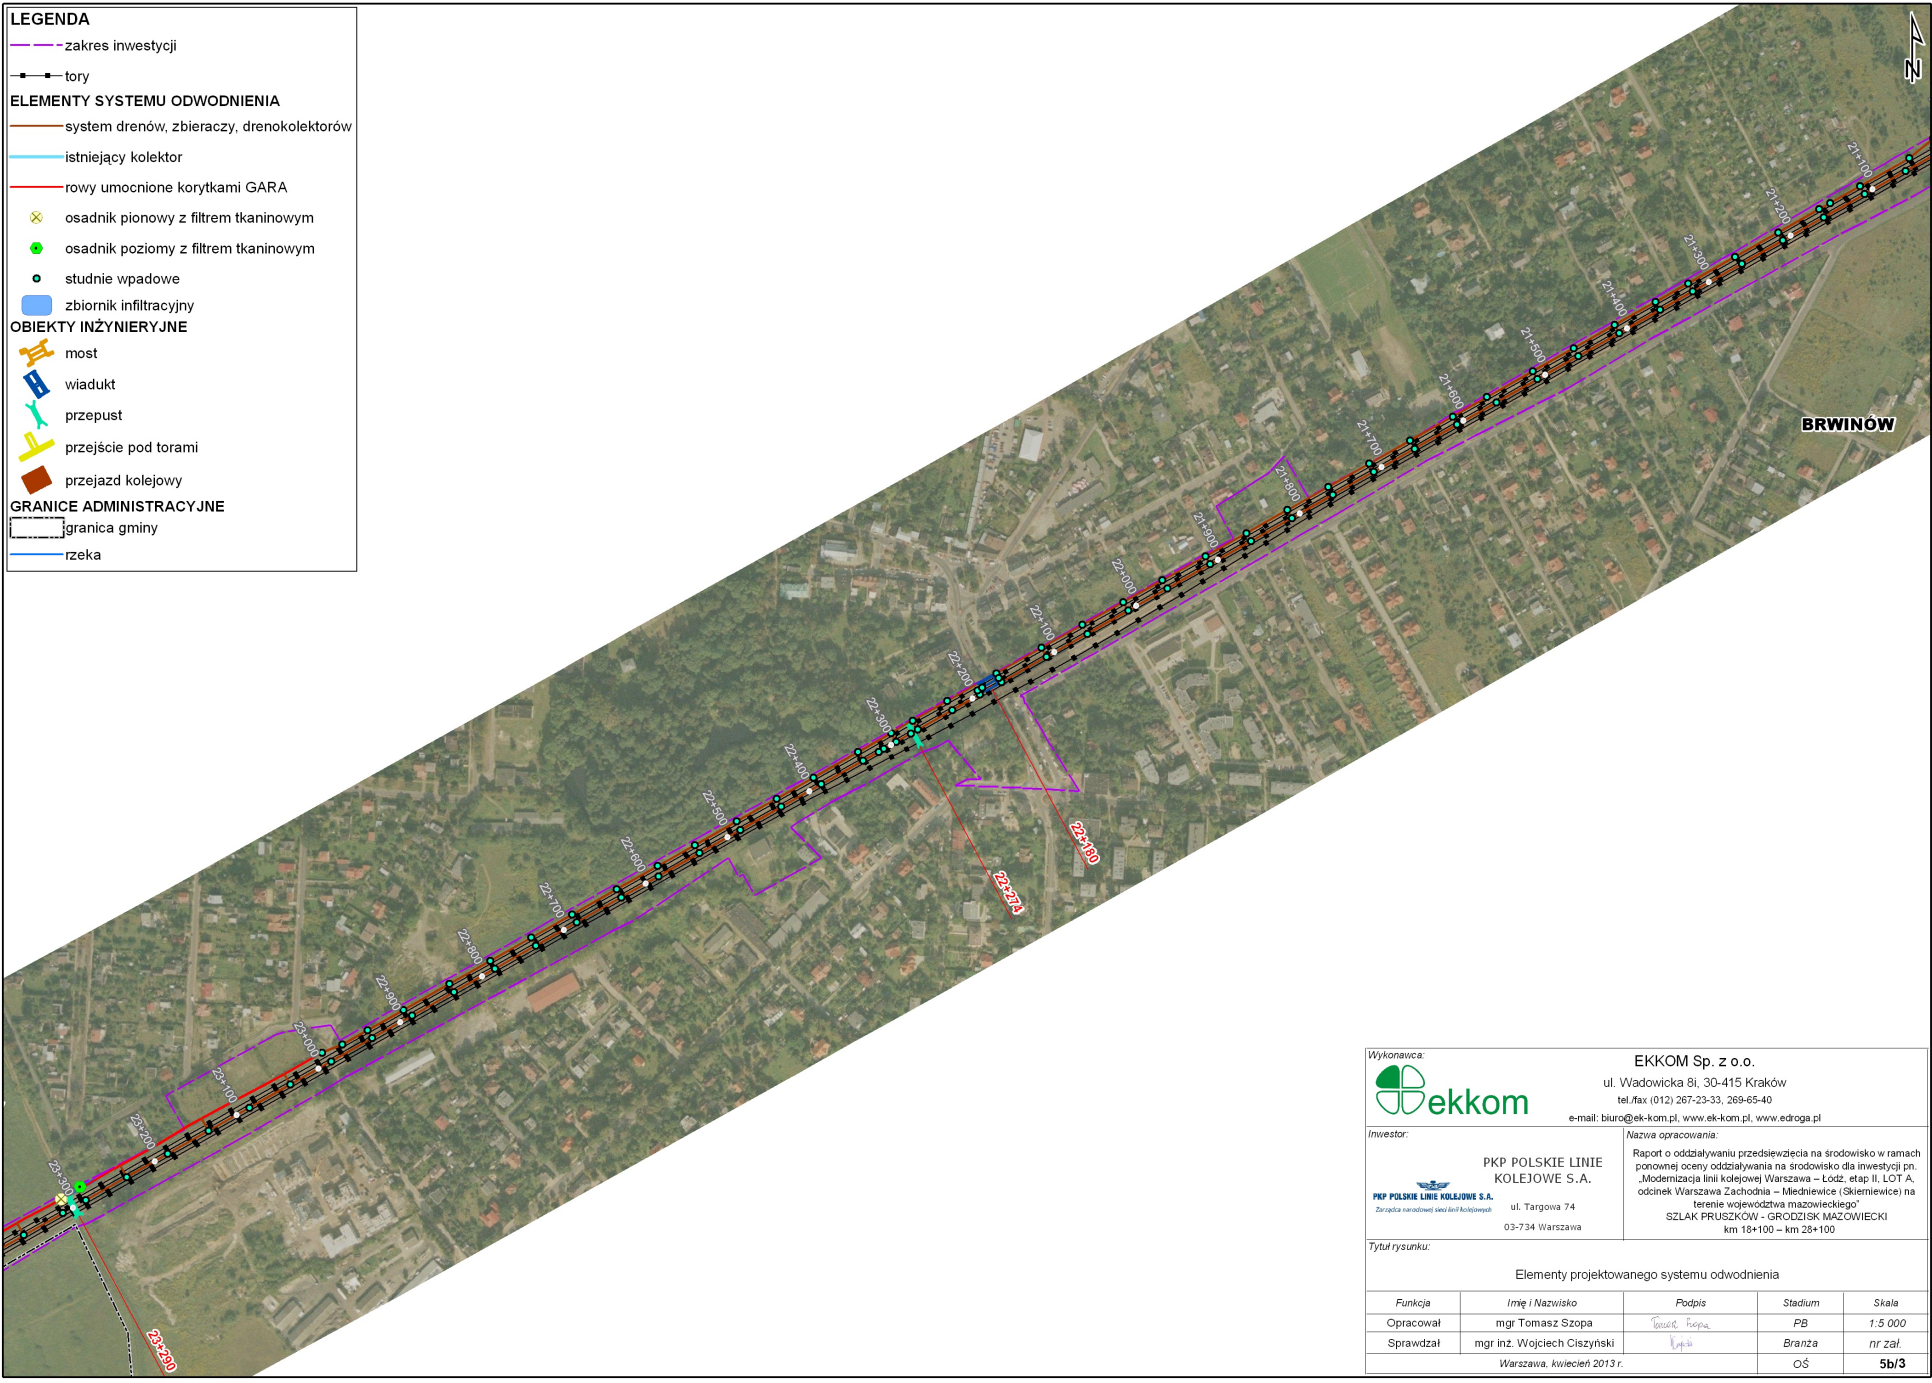 LEGENDA
zakres inwestycji
tory
ELEMENTY SYSTEMU ODWODNIENIA
system drenów, zbieraczy, drenokolektorów
istniejący kolektor
rowy umocnione korytkami GARA
osadnik pionowy z filtrem tkaninowym
osadnik poziomy z filtrem tkaninowym
studnie wpadowe
zbiornik infiltracyjny
OBIEKTY INŻYNIERYJNE
most
wiadukt
przepust
przejście pod torami
przejazd kolejowy
GRANICE ADMINISTRACYJNE
granica gminy
rzeka
N
21+100
21+200
21+300
21+400
21+500
21+600
BRWINÓW
21+700
21+800
21+900
22+000
22+100
22+200
22+300
22+400
22+500
22+600
22+700
22+800
22+900
23+000
23+100
23+200
23+300
22+180
22+274
23+290
Wykonawca:
ekkom
EKKOM Sp. z o.o.
ul. Wadowicka 8i, 30-415 Kraków
tel./fax (012) 267-23-33, 269-65-40
e-mail: biuro@ek-kom.pl, www.ek-kom.pl, www.edroga.pl
Inwestor:
PKP POLSKIE LINIE
KOLEJOWE S.A.
PKP POLSKIE LINIE KOLEJOWE S.A.
Zarządca narodowej sieci linii kolejowych
ul. Targowa 74
03-734 Warszawa
Nazwa opracowania:
Raport o oddziaływaniu przedsięwzięcia na środowisko w ramach
ponownej oceny oddziaływania na środowisko dla inwestycji pn.
„Modernizacja linii kolejowej Warszawa – Łódź, etap II, LOT A,
odcinek Warszawa Zachodnia – Miedniewice (Skierniewice) na
terenie województwa mazowieckiego"
SZLAK PRUSZKÓW - GRODZISK MAZOWIECKI
km 18+100 – km 28+100
Tytuł rysunku:
Elementy projektowanego systemu odwodnienia
Funkcja Imię i Nazwisko Podpis Stadium Skala
Opracował mgr Tomasz Szopa PB 1:5 000
Sprawdzał mgr inż. Wojciech Ciszyński Branża nr zał.
Warszawa, kwiecień 2013 r. OŚ 5b/3